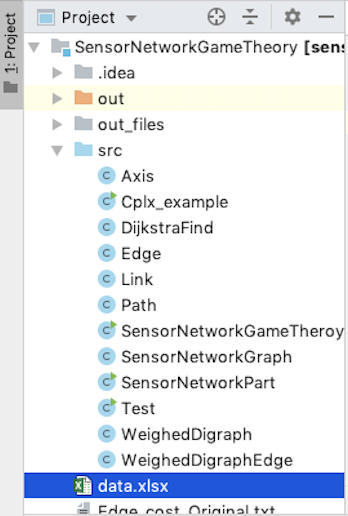 1: Project
Project
SensorNetworkGameTheory [sens
.idea
out
out_files
src
Axis
Cplx_example
DijkstraFind
Edge
Link
Path
SensorNetworkGameTheroy
SensorNetworkGraph
SensorNetworkPart
Test
WeighedDigraph
WeighedDigraphEdge
data.xlsx
Edge_cost_Original.txt